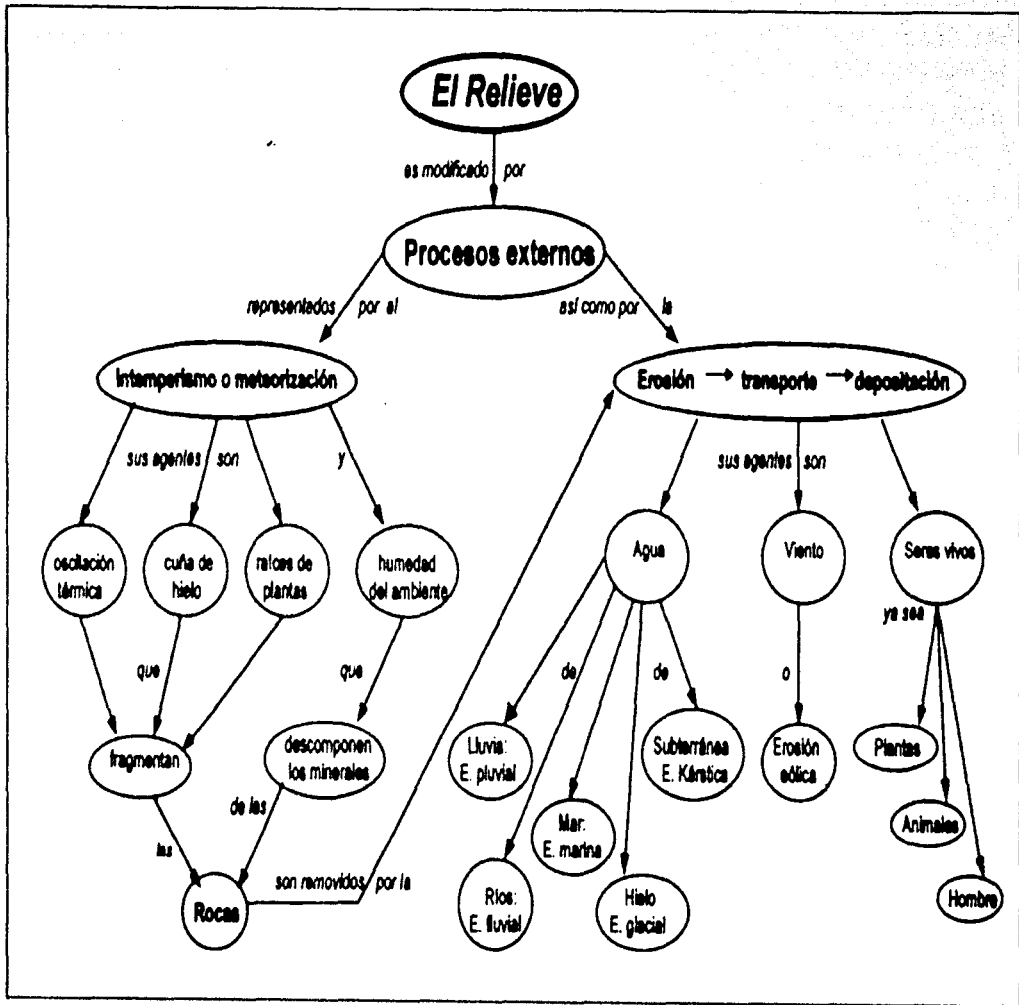 El Relieve
es modificado por
Procesos externos
representados por el
así como por la
Intemperismo o meteorización
Erosión → transporte → depositación
sus agentes son
y
sus agentes son
oscilación
térmica
cuña de
hielo
raíces de
plantas
humedad
del ambiente
Agua
Viento
Seres vivos
que
que
de
de
o
ya sea
fragmentan
descomponen
los minerales
Lluvia:
E. pluvial
Subterránea
E. Kárstica
Erosión
eólica
Plantas
Animales
Mar:
E. marina
de las
las
Rocas
son removidos por la
Ríos:
E. fluvial
Hielo
E. glacial
Hombre